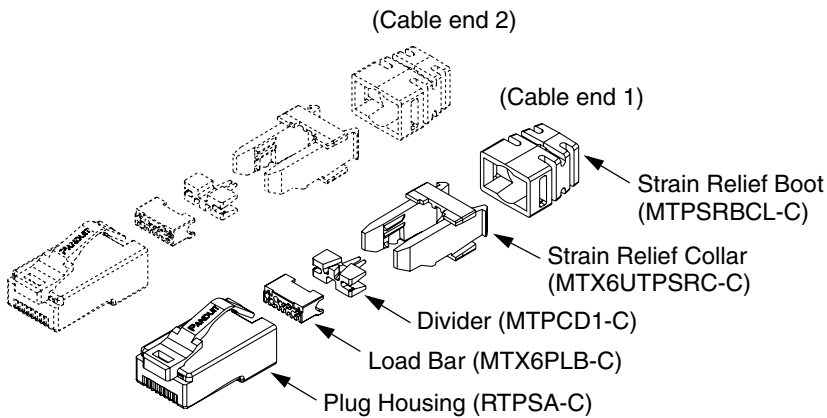 (Cable end 2)
(Cable end 1)
Strain Relief Boot
(MTPSRBCL-C)
Strain Relief Collar
(MTX6UTPSRC-C)
Divider (MTPCD1-C)
Load Bar (MTX6PLB-C)
Plug Housing (RTPSA-C)
PANDUIT
PANDUIT